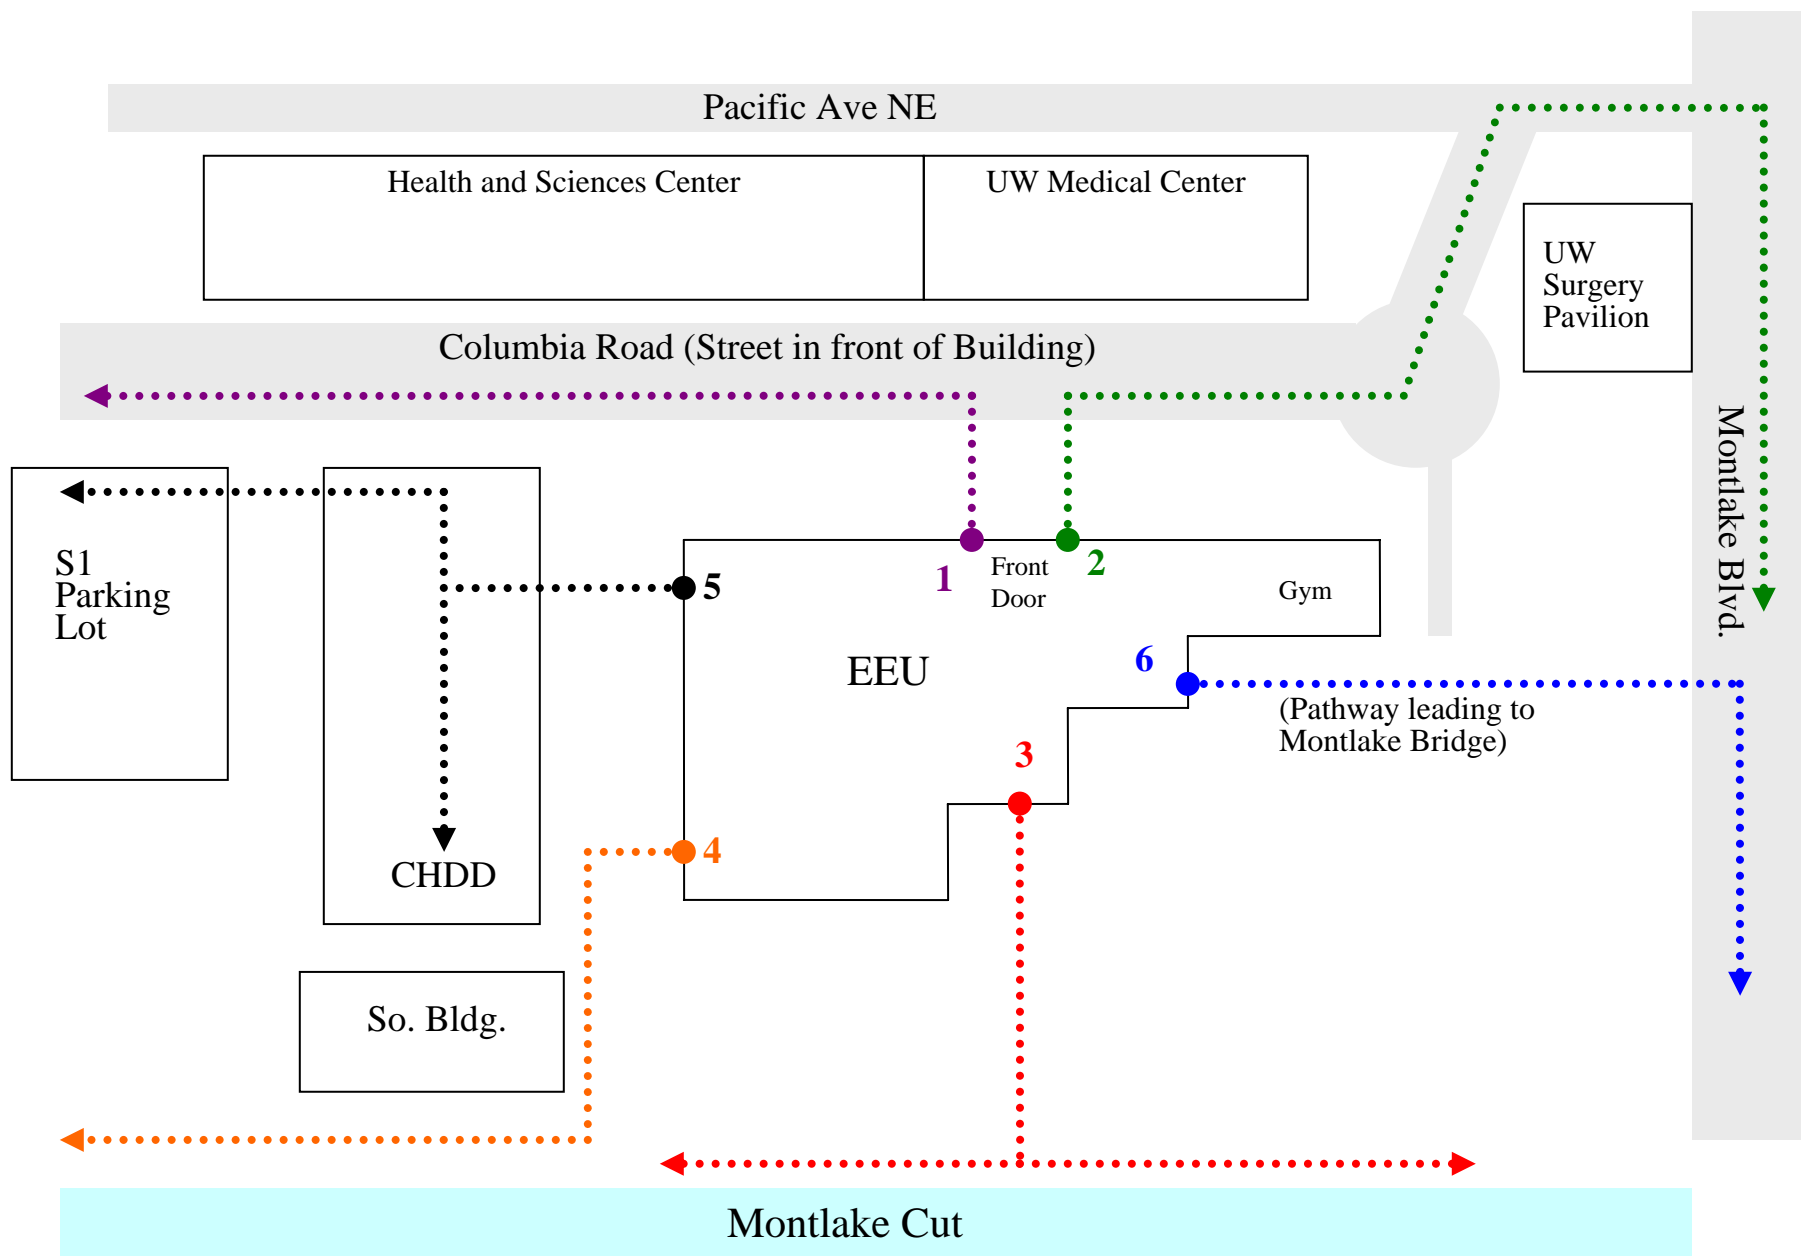 Pacific Ave NE
Health and Sciences Center
UW Medical Center
UW
Surgery
Pavilion
Columbia Road (Street in front of Building)
Montlake Blvd.
S1
Parking
Lot
5
1
Front
Door
2
Gym
EEU
6
(Pathway leading to
Montlake Bridge)
3
4
CHDD
So. Bldg.
Montlake Cut